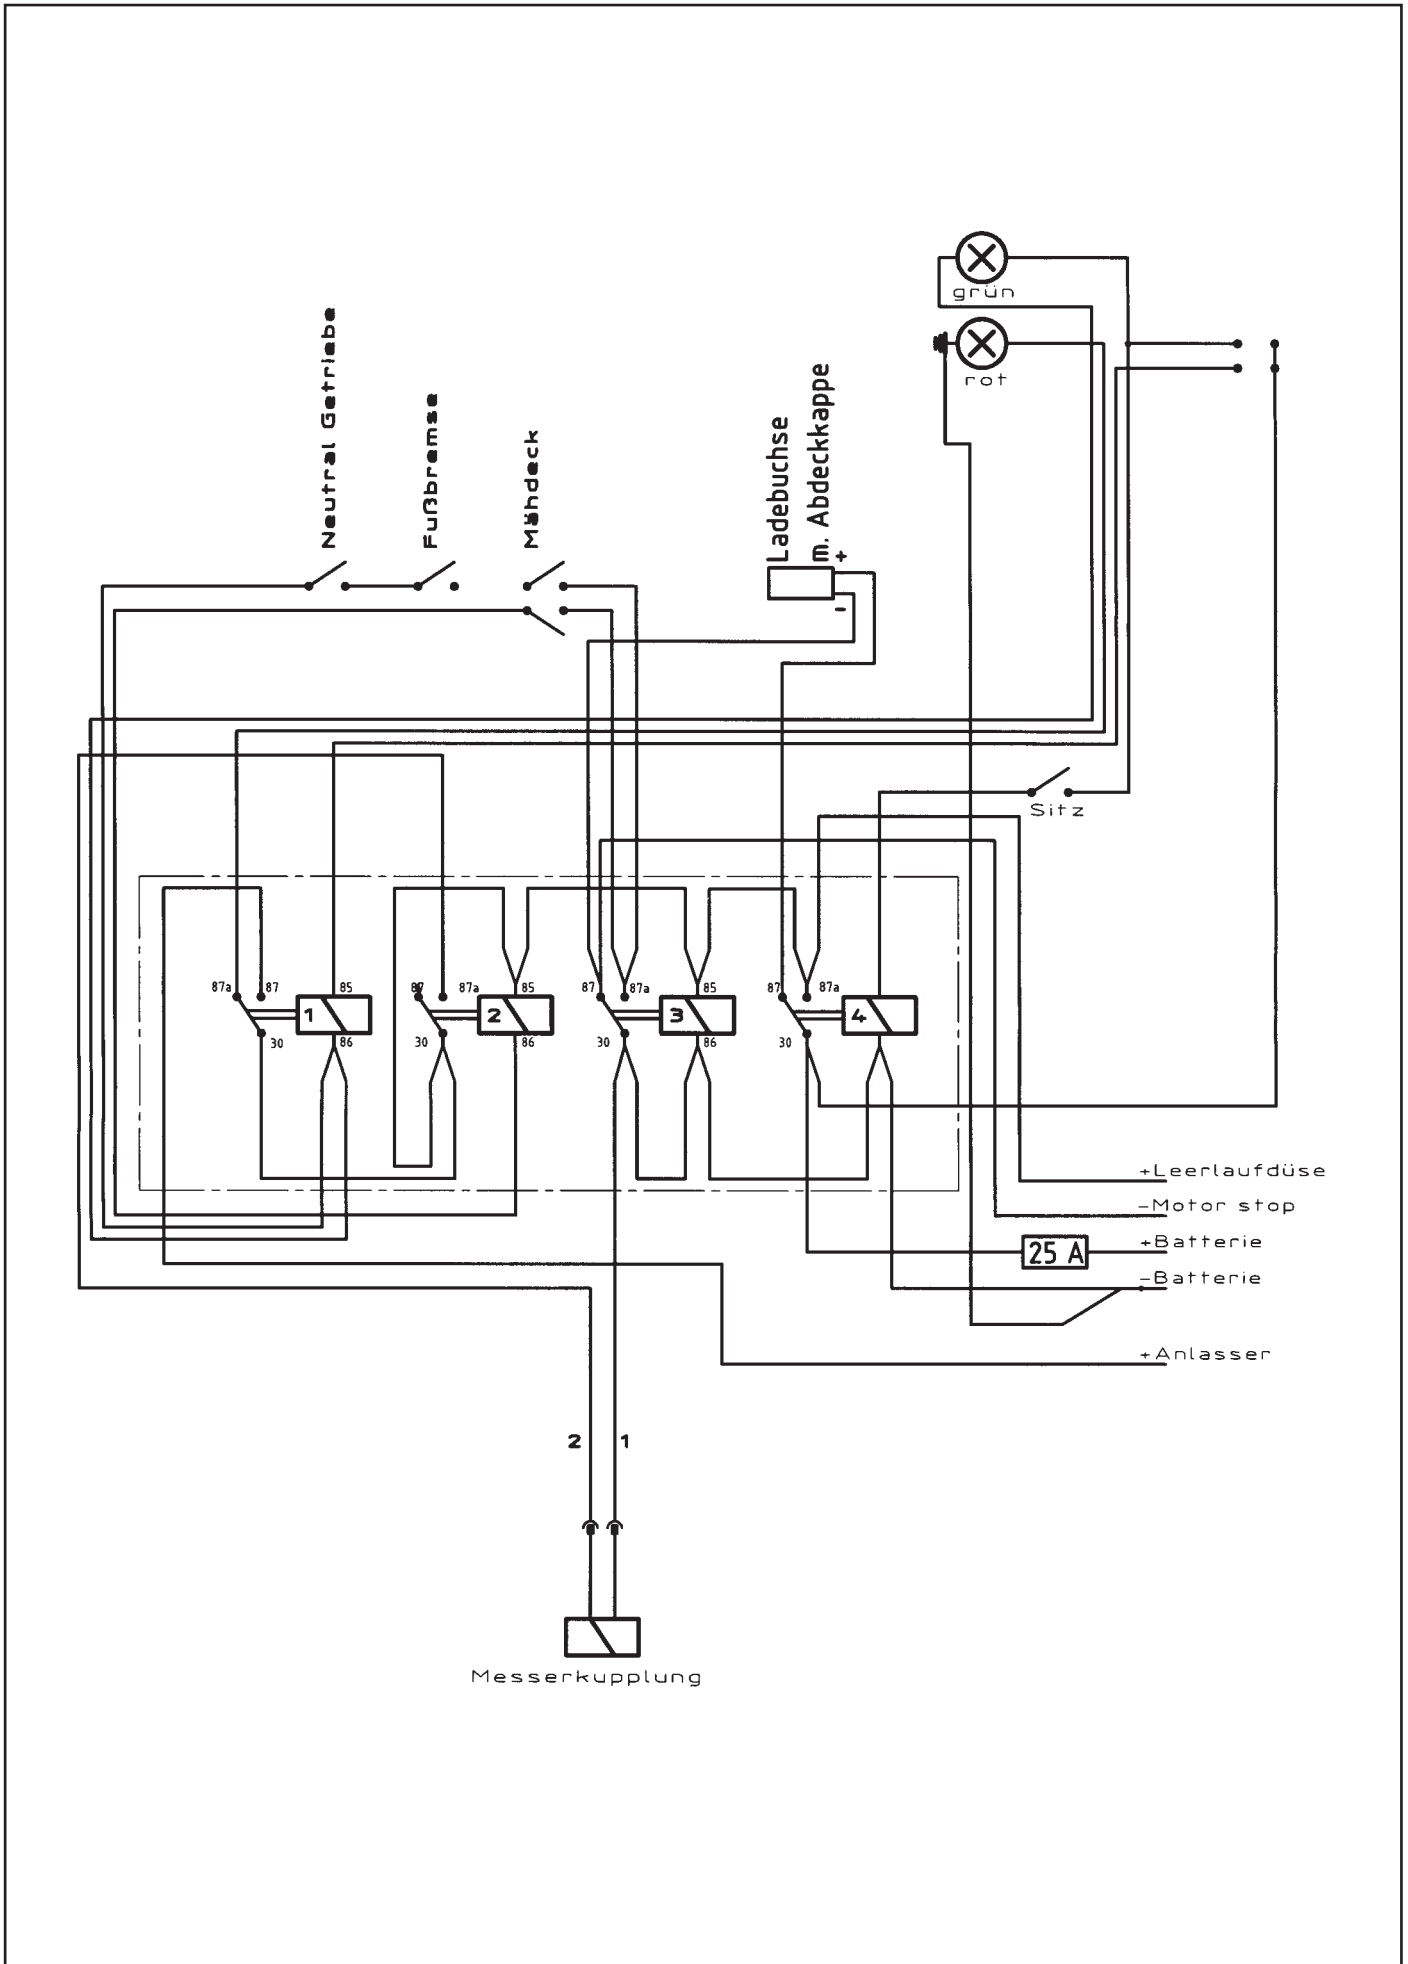 grün
rot
Neutral Getriebe
Fußbremse
Mähdeck
Ladebuchse
m. Abdeckkappe
+
-
Sitz
87a 87 85 87 87a 85 87 87a 85 87 87a
1 2 3 4
30 86 30 86 30 86 30
+Leerlaufdüse
-Motor stop
25 A +Batterie
-Batterie
+Anlasser
2 1
Messerkupplung